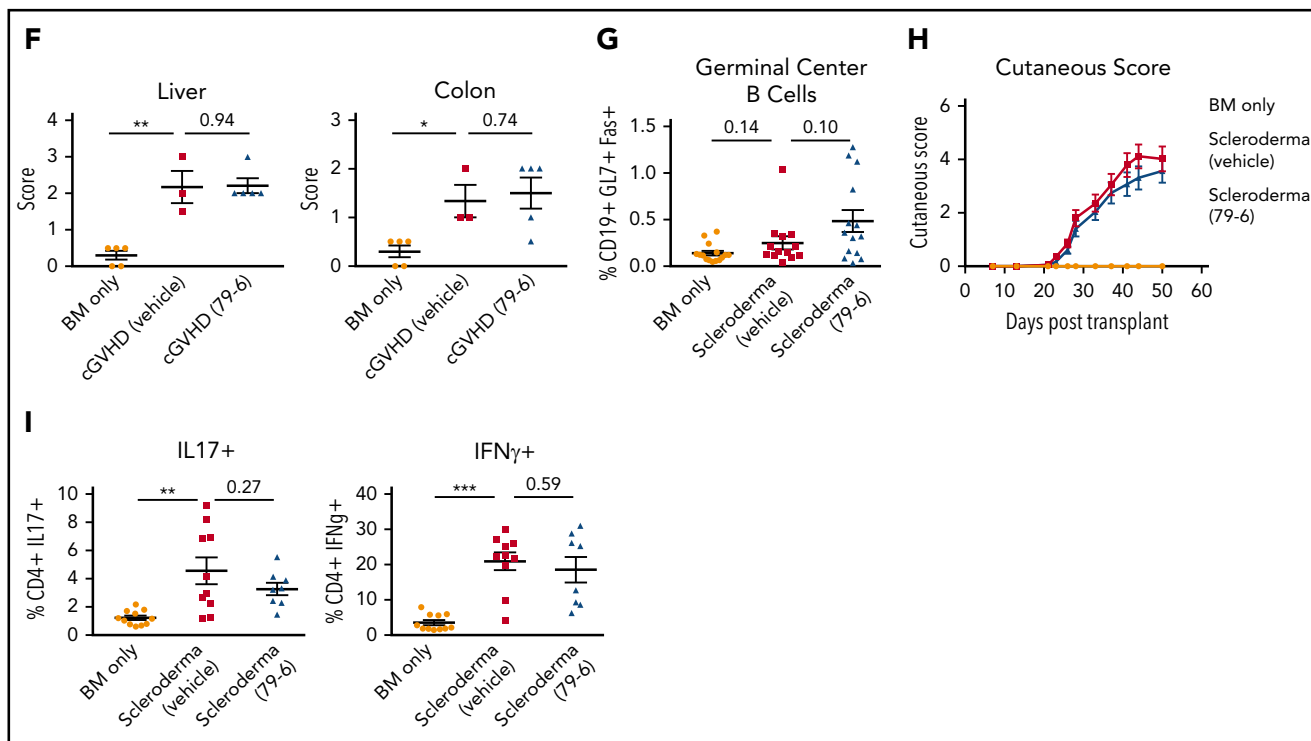 F
Liver
Score
4
3
2
1
0
**
0.94
BM only
cGVHD (vehicle)
cGVHD (79-6)
Colon
Score
3
2
1
0
*
0.74
BM only
cGVHD (vehicle)
cGVHD (79-6)
G
Germinal Center
B Cells
% CD19+ GL7+ Fas+
1.5
1.0
0.5
0.0
0.14
0.10
BM only
Scleroderma
(vehicle)
Scleroderma
(79-6)
H
Cutaneous Score
Cutaneous score
6
4
2
0
0 10 20 30 40 50 60
Days post transplant
BM only
Scleroderma
(vehicle)
Scleroderma
(79-6)
I
IL17+
% CD4+ IL17+
10
8
6
4
2
0
**
0.27
BM only
Scleroderma
(vehicle)
Scleroderma
(79-6)
IFNγ+
% CD4+ IFNg+
40
30
20
10
0
***
0.59
BM only
Scleroderma
(vehicle)
Scleroderma
(79-6)